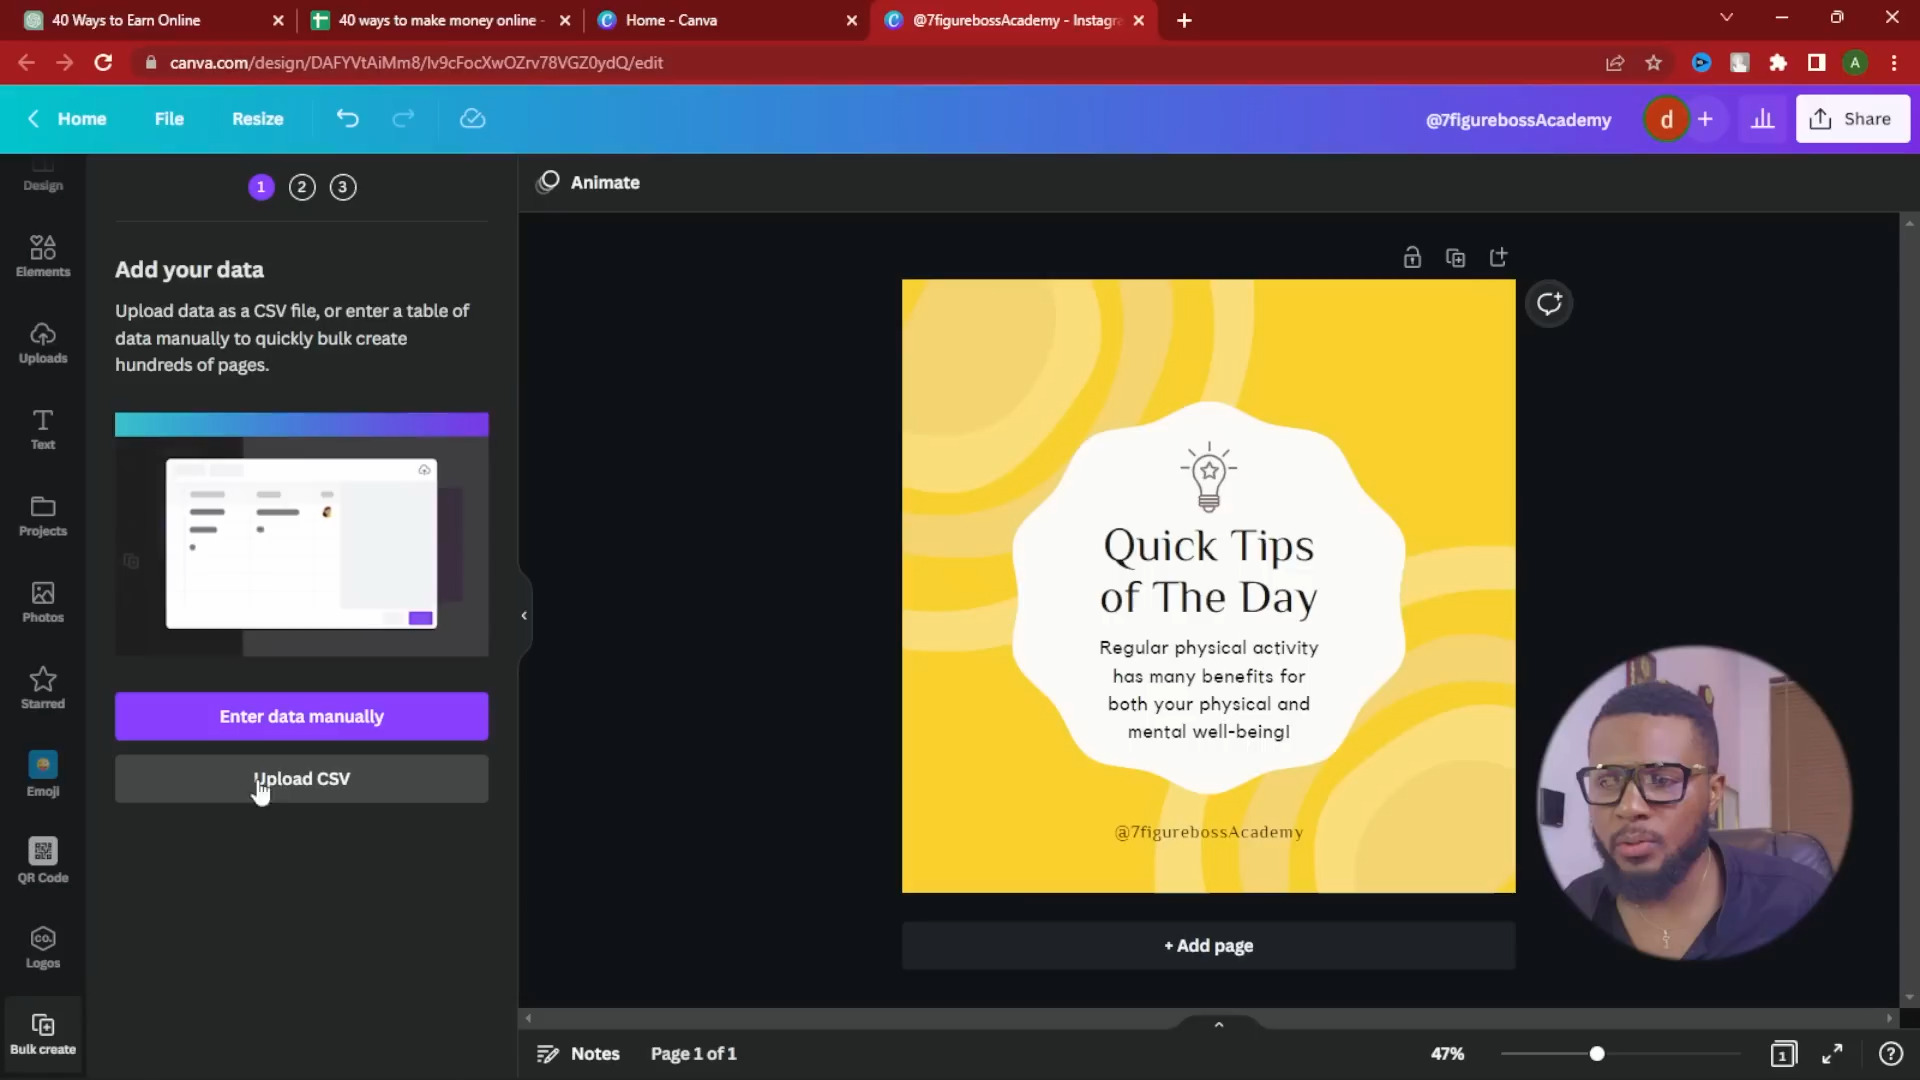 40 Ways to Earn Online
40 ways to make money online -
Home - Canva
@7figurebossAcademy - Instagra
canva.com/design/DAFYVtAiMm8/lv9cFocXwOZrv78VGZ0ydQ/edit
A
Home
File
Resize
@7figurebossAcademy
d
Share
Design
Elements
Uploads
Text
Projects
Photos
Starred
Emoji
QR Code
CO.
Logos
Bulk create
1
2
3
Add your data
Upload data as a CSV file, or enter a table of
data manually to quickly bulk create
hundreds of pages.
Enter data manually
Upload CSV
Animate
Quick Tips
of The Day
Regular physical activity
has many benefits for
both your physical and
mental well-being!
@7figurebossAcademy
+ Add page
Notes
Page 1 of 1
47%
1